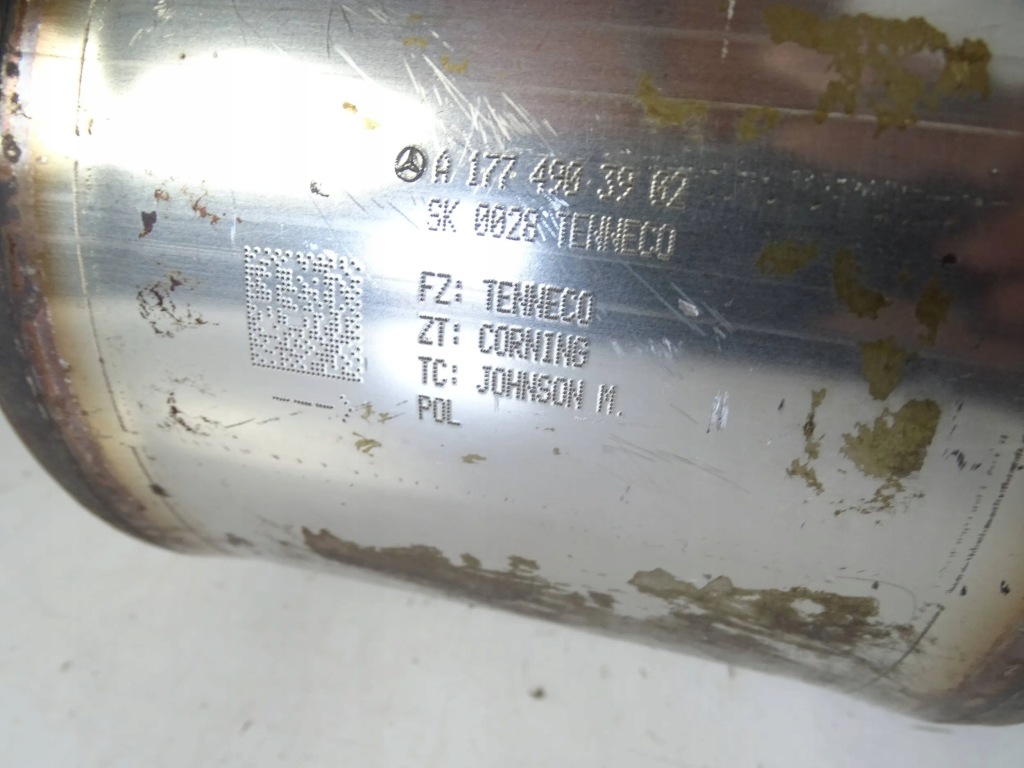 A 177 490 39 02
SK 0028 TENNECO
FZ: TENNECO
ZT: CORNING
TC: JOHNSON M.
POL